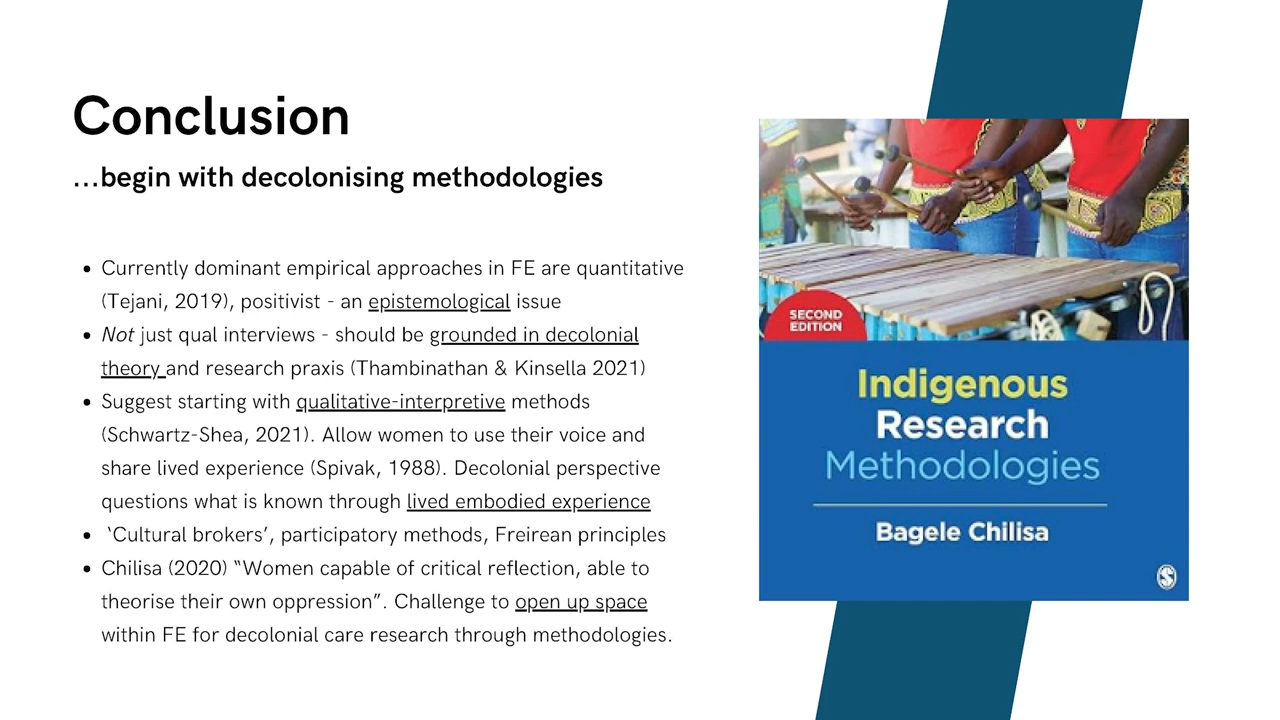 Conclusion
...begin with decolonising methodologies
• Currently dominant empirical approaches in FE are quantitative
(Tejani, 2019), positivist - an epistemological issue
• Not just qual interviews - should be grounded in decolonial
theory and research praxis (Thambinathan & Kinsella 2021)
• Suggest starting with qualitative-interpretive methods
(Schwartz-Shea, 2021). Allow women to use their voice and
share lived experience (Spivak, 1988). Decolonial perspective
questions what is known through lived embodied experience
• ‘Cultural brokers’, participatory methods, Freirean principles
• Chilisa (2020) “Women capable of critical reflection, able to
theorise their own oppression”. Challenge to open up space
within FE for decolonial care research through methodologies.
SECOND
EDITION
Indigenous
Research
Methodologies
Bagele Chilisa
S